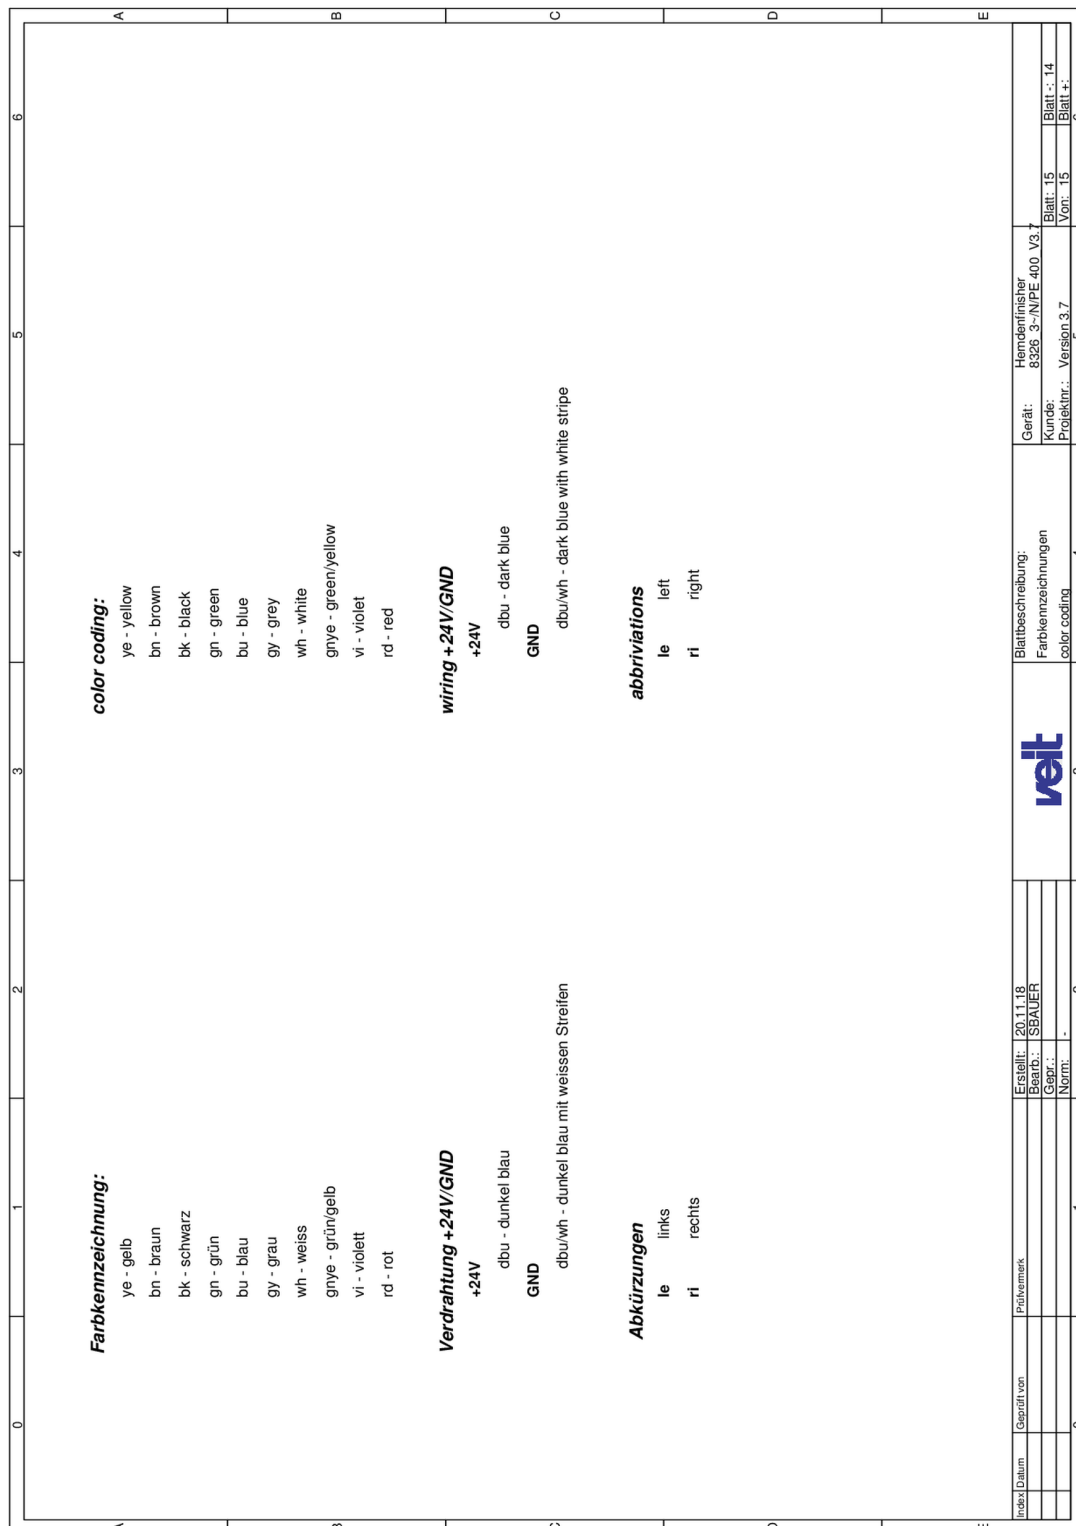 0 1 2 3 4 5 6
A
B
C
D
E
Farbkennzeichnung:
ye - gelb
bn - braun
bk - schwarz
gn - grün
bu - blau
gy - grau
wh - weiss
gnye - grün/gelb
vi - violett
rd - rot
Verdrahtung +24V/GND
+24V
dbu - dunkel blau
GND
dbu/wh - dunkel blau mit weissen Streifen
Abkürzungen
le links
ri rechts
color coding:
ye - yellow
bn - brown
bk - black
gn - green
bu - blue
gy - grey
wh - white
gnye - green/yellow
vi - violet
rd - red
wiring +24V/GND
+24V
dbu - dark blue
GND
dbu/wh - dark blue with white stripe
abbriviations
le left
ri right
Index Datum Geprüft von Prüfvermerk
Erstellt: 20.11.18
Bearb.: SBAUER
Gepr.:
Norm: -
veit
Blattbeschreibung:
Farbkennzeichnungen
color coding
Gerät: Hemdenfinisher
8326 3~/N/PE 400 V3.7
Kunde:
Projektnr.: Version 3.7
Blatt: 15 Blatt -: 14
Von: 15 Blatt +: